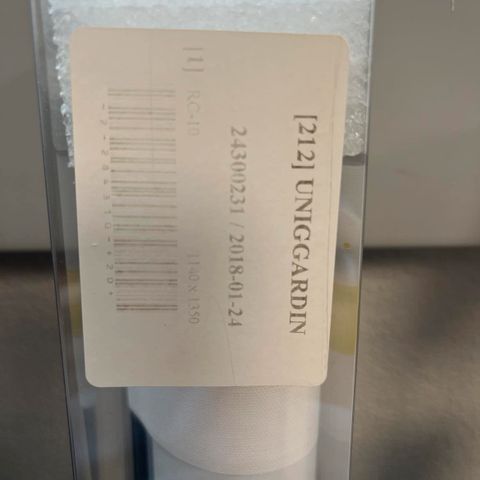 [212] UNIGGARDIN
24300231 / 2018-01-24
[1] RC-10 1140 x 1350